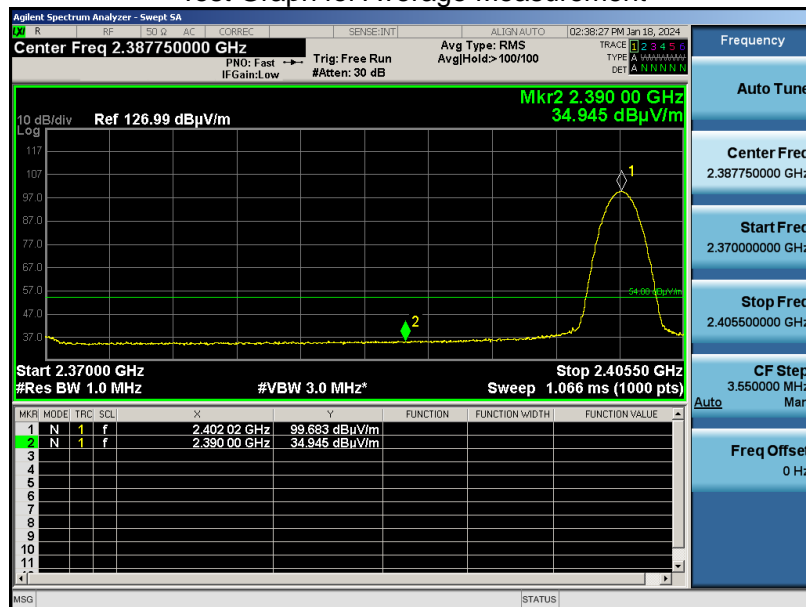 Test Graph for Average Measurement
Agilent Spectrum Analyzer - Swept SA
LXI R RF 50 Ω AC CORREC SENSE:INT ALIGN AUTO 02:38:27 PM Jan 18, 2024
Center Freq 2.387750000 GHz
PNO: Fast
IFGain:Low
Trig: Free Run
#Atten: 30 dB
Avg Type: RMS
Avg|Hold:>100/100
TRACE 1 2 3 4 5 6
TYPE A WWWWW
DET A N N N N N
Mkr2 2.390 00 GHz
34.945 dBµV/m
10 dB/div Ref 126.99 dBµV/m
Log
117
107
97.0
87.0
77.0
67.0
57.0
47.0
37.0
1
54.00 dBµV/m
2
Start 2.37000 GHz Stop 2.40550 GHz
#Res BW 1.0 MHz #VBW 3.0 MHz* Sweep 1.066 ms (1000 pts)
MKR MODE TRC SCL X Y FUNCTION FUNCTION WIDTH FUNCTION VALUE
1 N 1 f 2.402 02 GHz 99.683 dBµV/m
2 N 1 f 2.390 00 GHz 34.945 dBµV/m
3
4
5
6
7
8
9
10
11
MSG STATUS
Frequency
Auto Tune
Center Freq
2.387750000 GHz
Start Freq
2.370000000 GHz
Stop Freq
2.405500000 GHz
CF Step
3.550000 MHz
Auto Man
Freq Offset
0 Hz